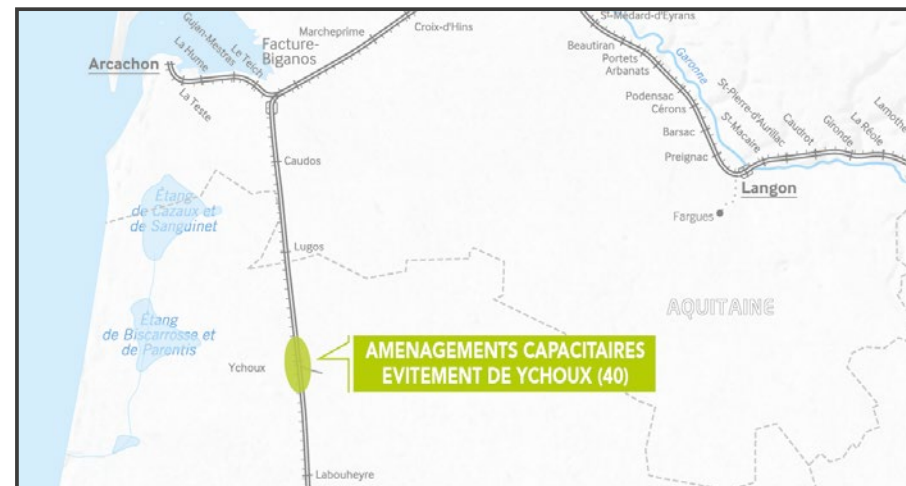 St-Médard-d'Eyrans
Croix-d'Hins
Marcheprime
Gujan-Mestras
Le Teich
Facture-
Biganos
La Hume
Arcachon
La Teste
Beautiran
Portets
Arbanats
Garonne
Podensac
Cérons
St-Pierre-d'Aurillac
St-Macaire
Caudrot
Gironde
La Réole
Lamothe
Barsac
Preignac
Langon
Fargues
Caudos
Étang
de Cazaux et
de Sanguinet
Lugos
AQUITAINE
Étang
de Biscarrosse et
de Parentis
Ychoux
AMENAGEMENTS CAPACITAIRES
EVITEMENT DE YCHOUX (40)
Labouheyre